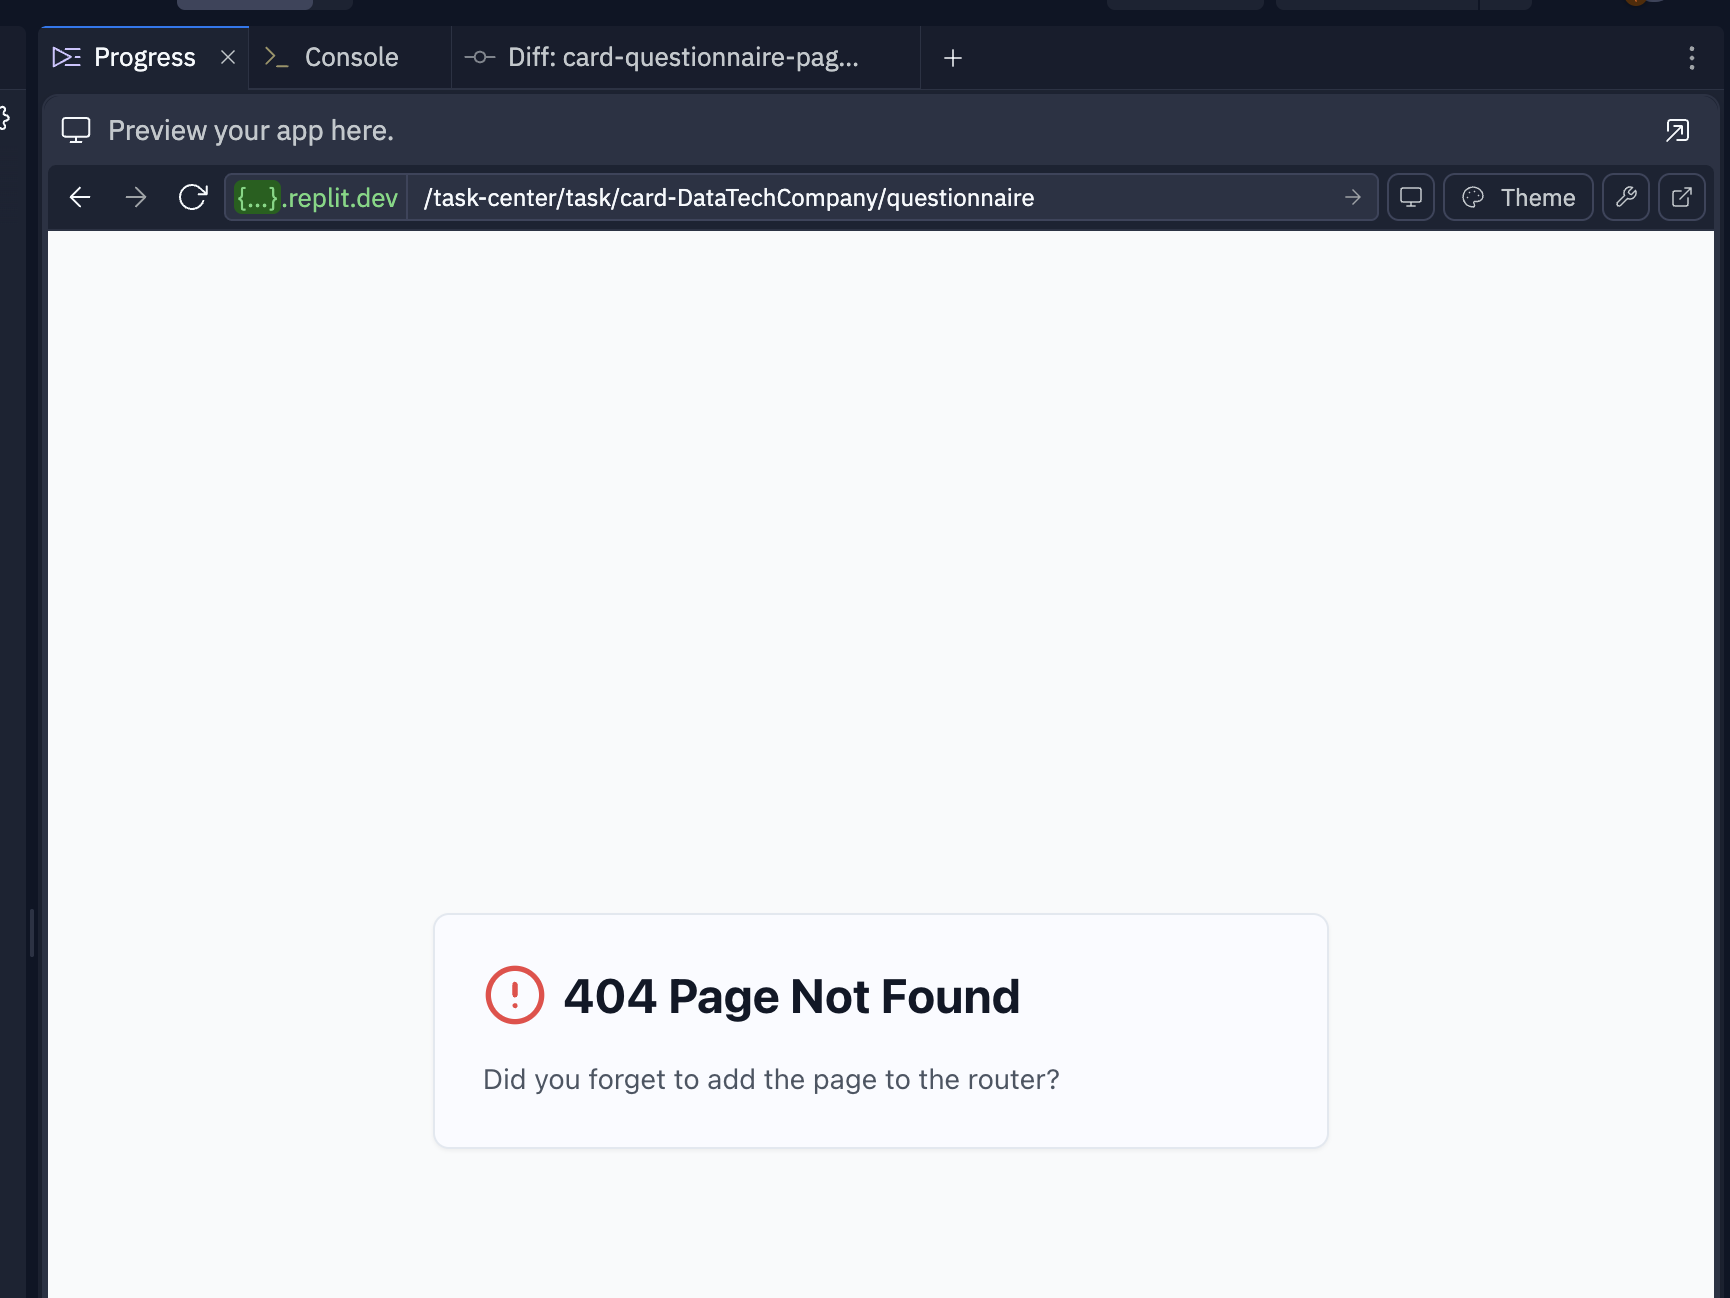 Progress
Console
Diff: card-questionnaire-pag...
Preview your app here.
{...}.replit.dev
/task-center/task/card-DataTechCompany/questionnaire
Theme
404 Page Not Found
Did you forget to add the page to the router?